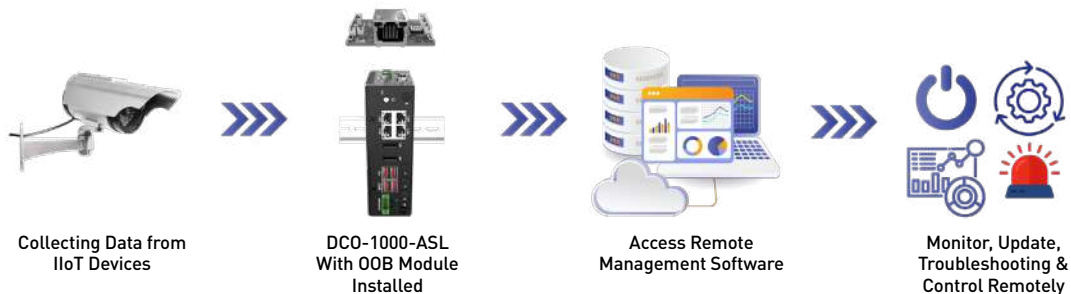 Collecting Data from
IIoT Devices
DCO-1000-ASL
With OOB Module
Installed
Access Remote
Management Software
Monitor, Update,
Troubleshooting &
Control Remotely